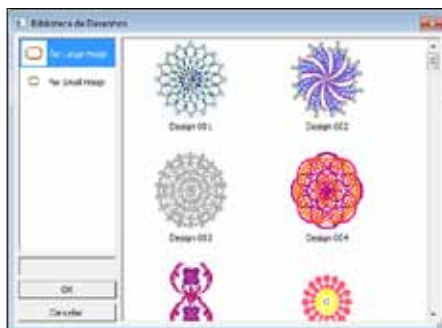 Biblioteca de Desenhos
For Large Hoop
For Small Hoop
Design 001
Design 002
Design 003
Design 004
OK
Cancelar